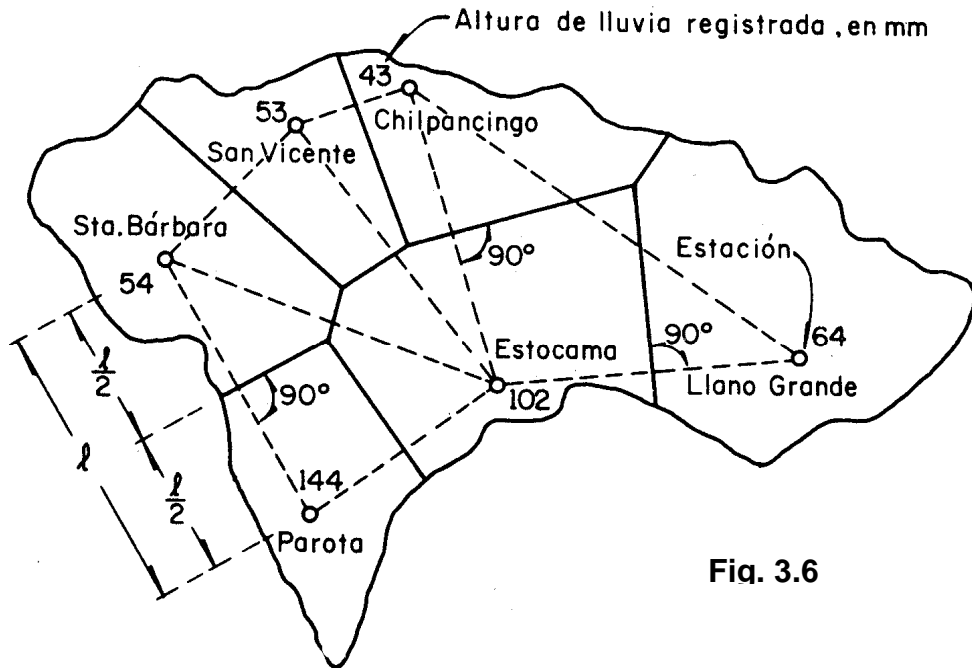 Altura de lluvia registrada, en mm
43
Chilpancingo
53
San Vicente
Sta. Bárbara
54
90°
Estación
64
90°
Llano Grande
Estocama
102
90°
ℓ/2
ℓ
ℓ/2
144
Parota
Fig. 3.6